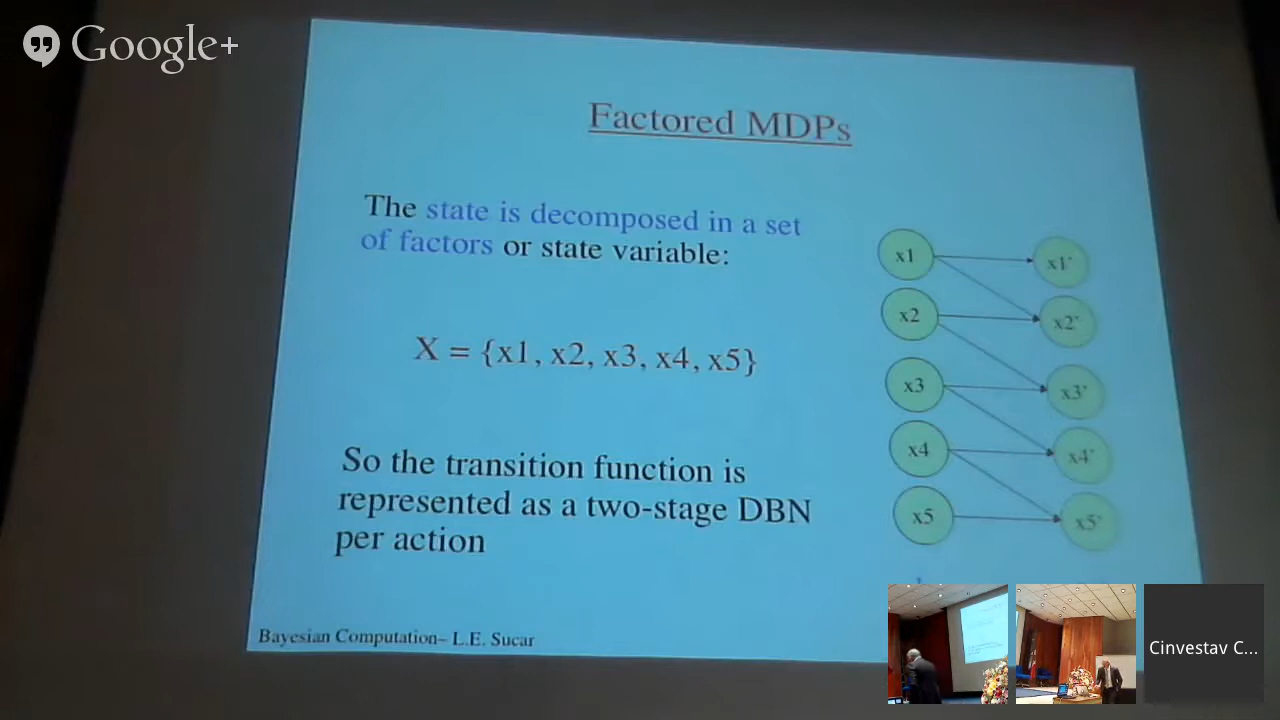 Google+
Factored MDPs
The state is decomposed in a set
of factors or state variable:
X = {x1, x2, x3, x4, x5}
So the transition function is
represented as a two-stage DBN
per action
x1
x1'
x2
x2'
x3
x3'
x4
x4'
x5
x5'
Bayesian Computation– L.E. Sucar
Cinvestav C...